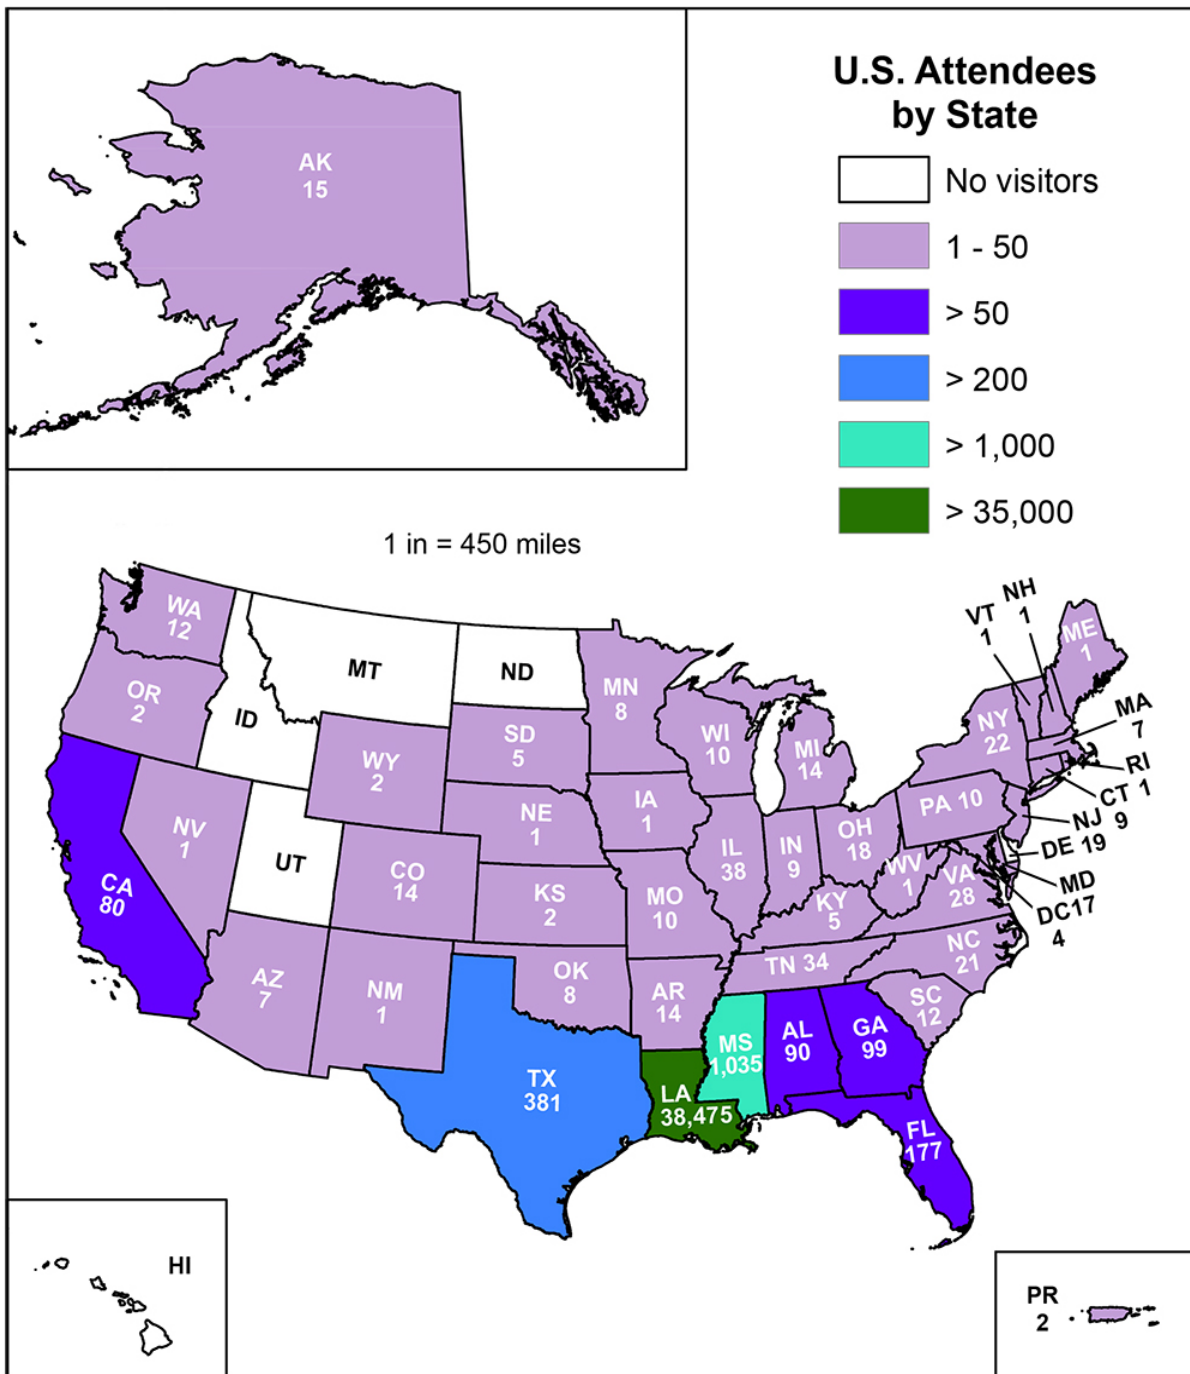 U.S. Attendees
by State
No visitors
1 - 50
> 50
> 200
> 1,000
> 35,000
AK
15
1 in = 450 miles
WA
12
OR
2
ID
MT
ND
MN
8
SD
5
WY
2
WI
10
MI
14
VT
1
NH
1
ME
1
NY
22
MA
7
RI
1
CT
9
NJ
19
DE
MD
17
DC
4
PA 10
CA
80
NV
1
UT
CO
14
NE
1
IA
1
KS
2
MO
10
IL
38
IN
9
OH
18
WV
1
VA
28
KY
5
NC
21
TN 34
SC
12
AZ
7
NM
1
OK
8
AR
14
TX
381
LA
38,475
MS
1,035
AL
90
GA
99
FL
177
HI
PR
2